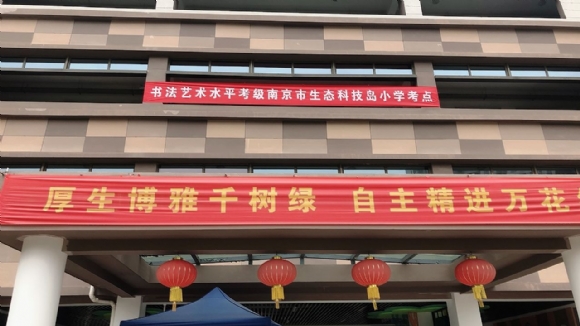 书法艺术水平考级南京市生态科技岛小学考点
厚生博雅千树绿 自主精进万花